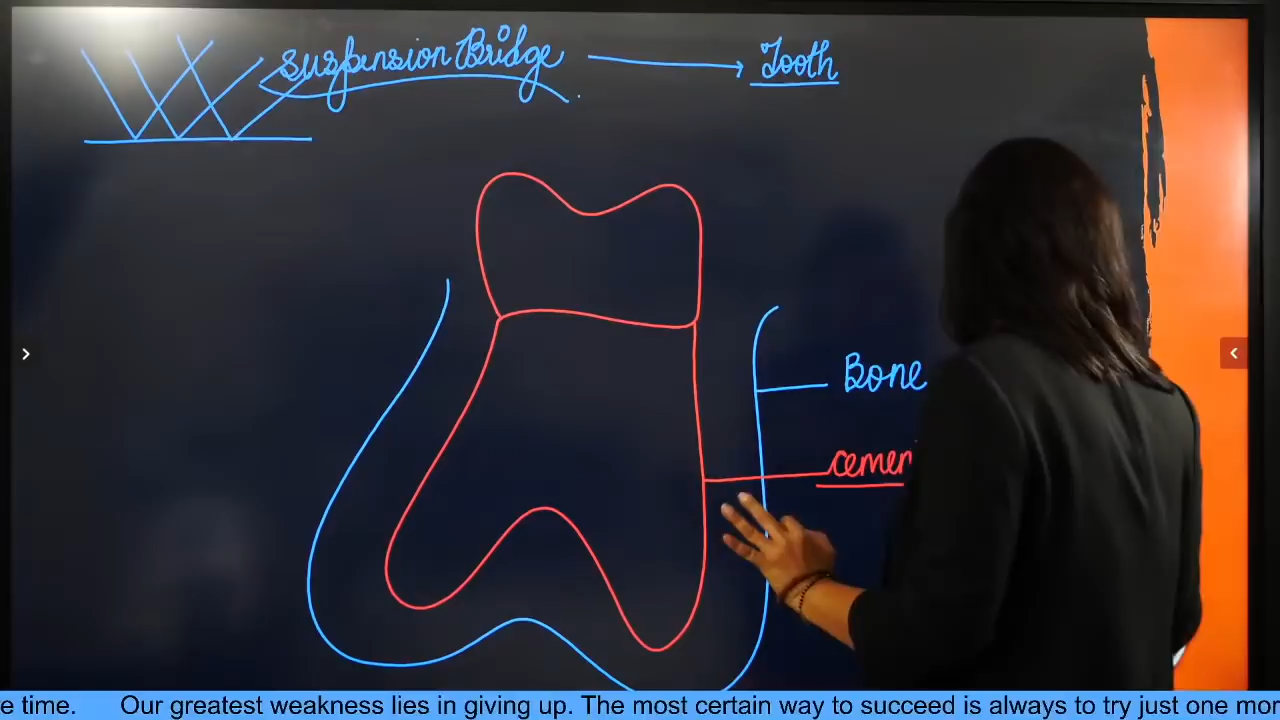 suspension Bridge Tooth
Bone
cemen
e time. Our greatest weakness lies in giving up. The most certain way to succeed is always to try just one mor